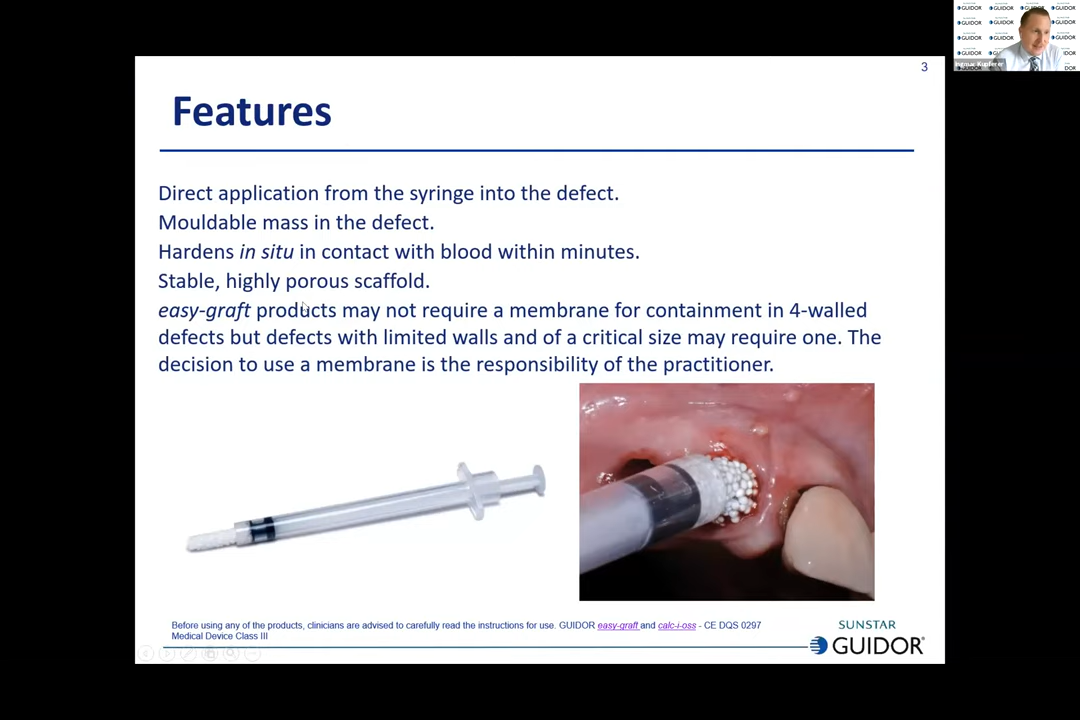 3
Features
Direct application from the syringe into the defect.
Mouldable mass in the defect.
Hardens in situ in contact with blood within minutes.
Stable, highly porous scaffold.
easy-graft products may not require a membrane for containment in 4-walled
defects but defects with limited walls and of a critical size may require one. The
decision to use a membrane is the responsibility of the practitioner.
Before using any of the products, clinicians are advised to carefully read the instructions for use. GUIDOR easy-graft and calc-i-oss - CE DQS 0297
Medical Device Class III
SUNSTAR
GUIDOR®
GUIDOR GUIDOR GUIDOR